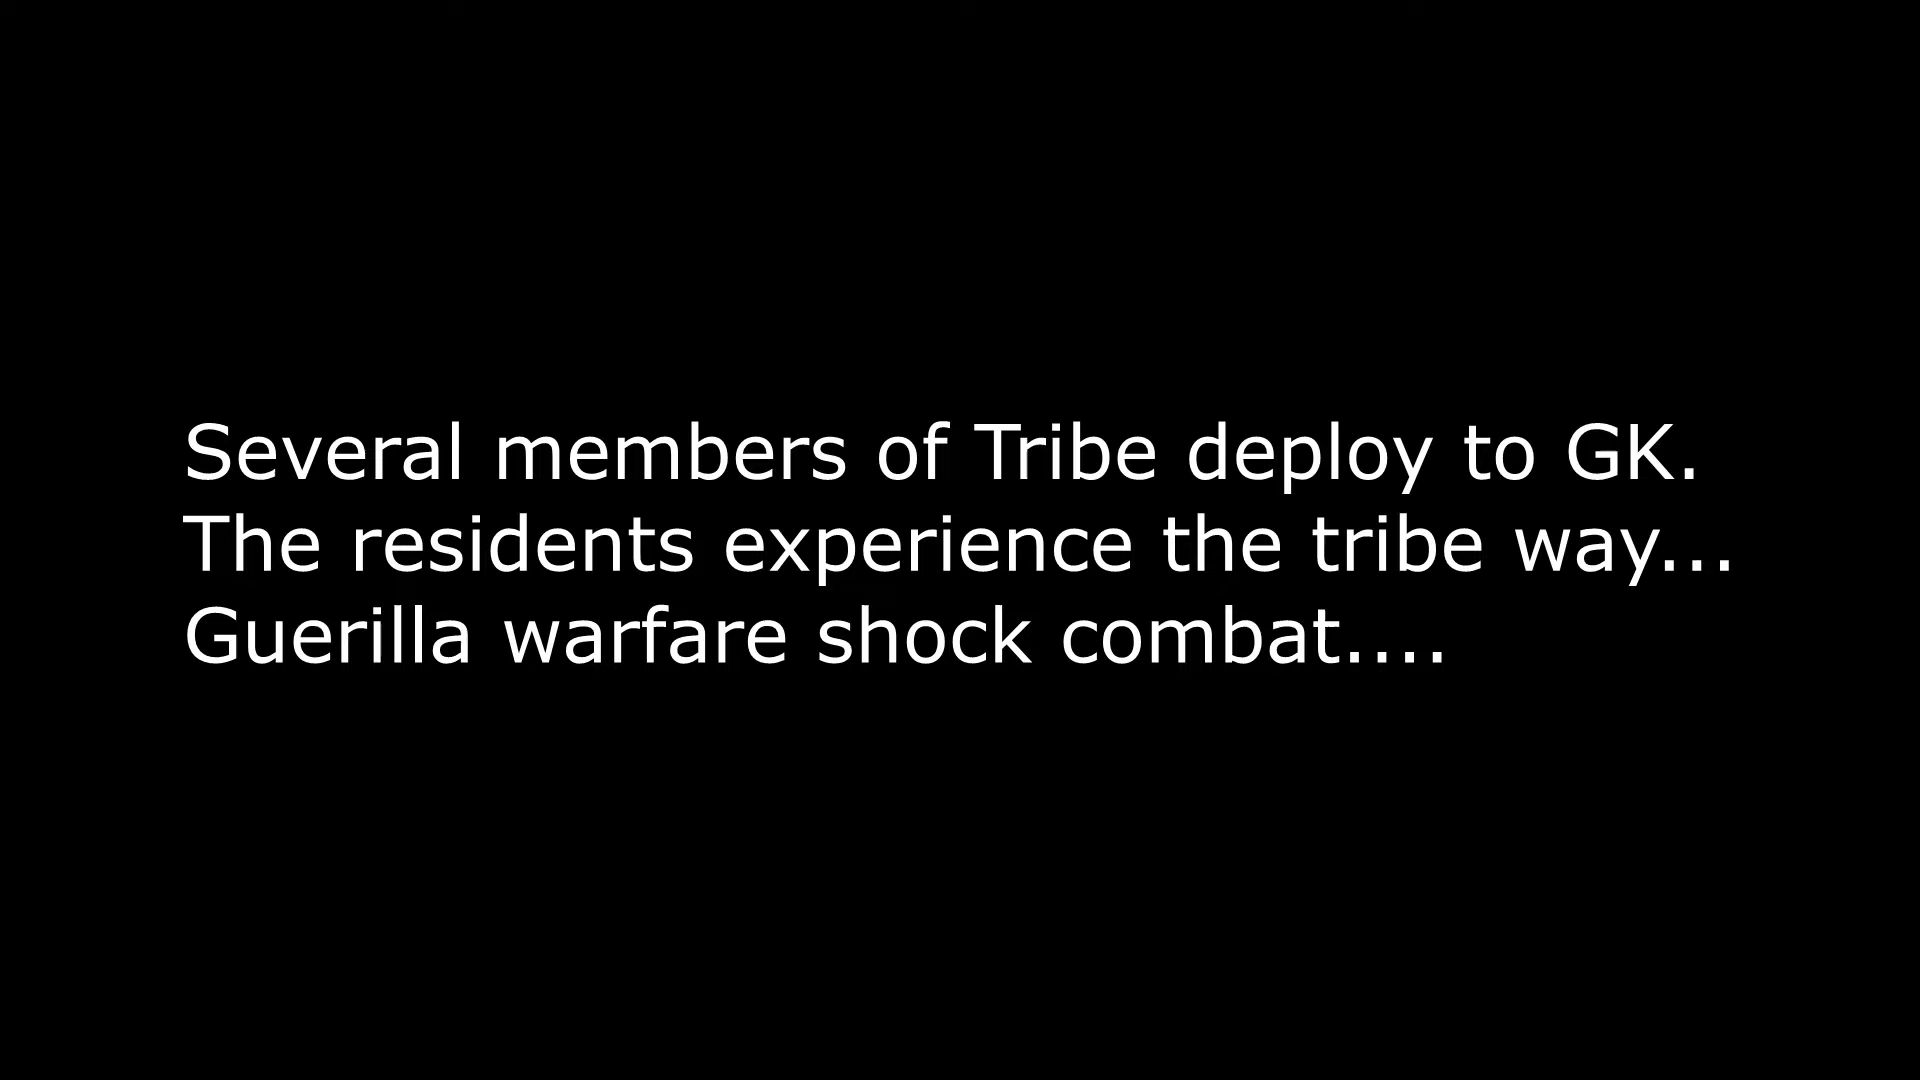 Several members of Tribe deploy to GK.
The residents experience the tribe way...
Guerilla warfare shock combat....